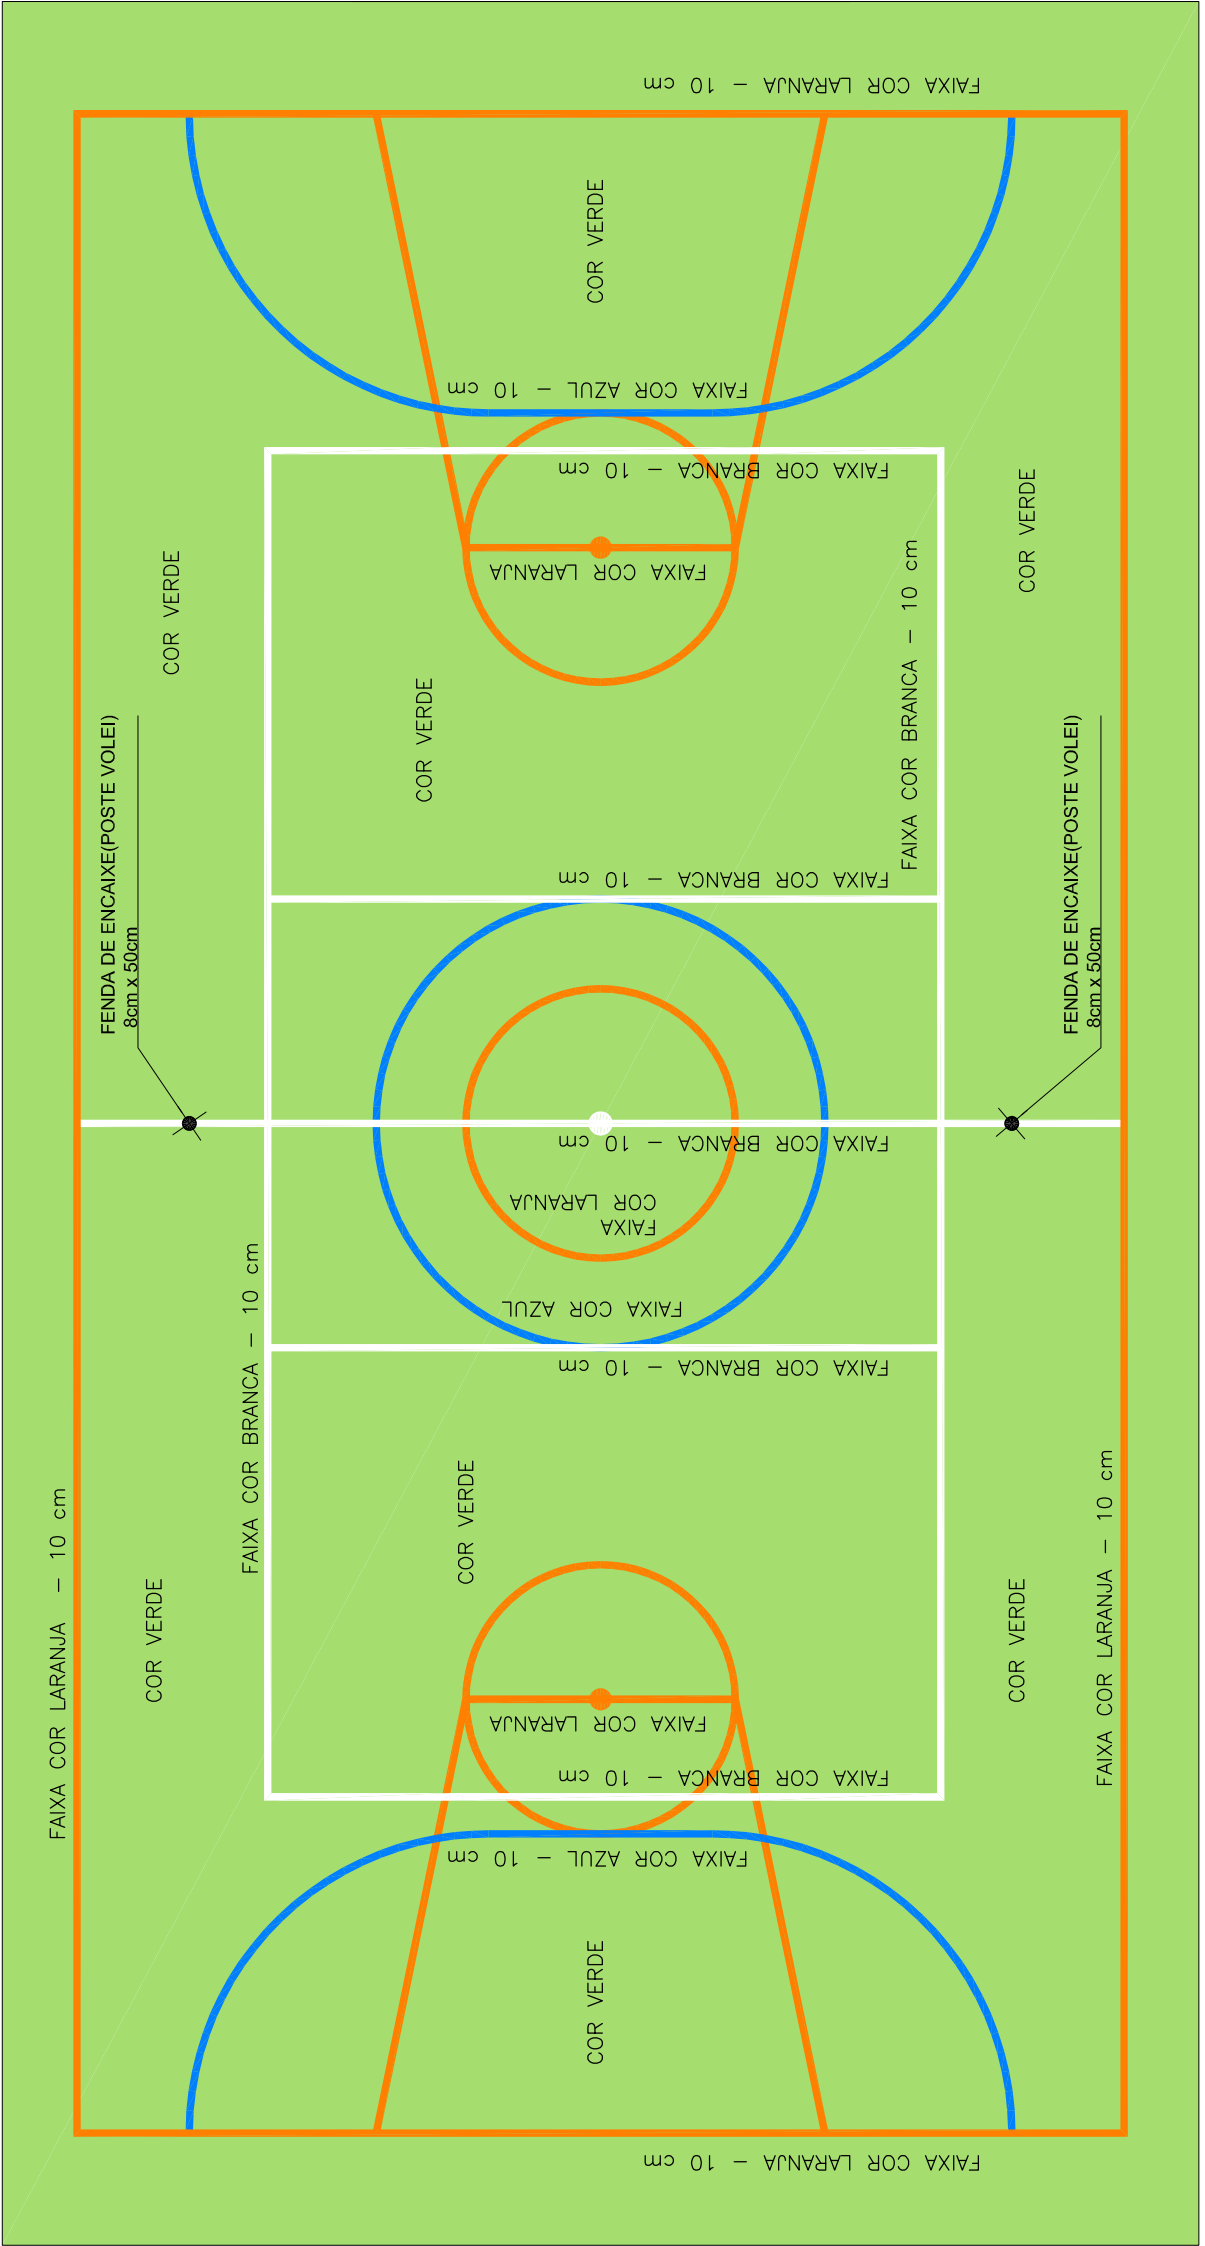 FAIXA COR LARANJA - 10 cm
COR VERDE
FAIXA COR AZUL - 10 cm
FAIXA COR BRANCA - 10 cm
COR VERDE
COR VERDE
FAIXA COR LARANJA
FAIXA COR BRANCA - 10 cm
COR VERDE
FENDA DE ENCAIXE(POSTE VOLEI)
8cm x 50cm
FENDA DE ENCAIXE(POSTE VOLEI)
8cm x 50cm
FAIXA COR BRANCA - 10 cm
FAIXA COR BRANCA - 10 cm
FAIXA
COR LARANJA
FAIXA COR AZUL
FAIXA COR BRANCA - 10 cm
FAIXA COR BRANCA - 10 cm
COR VERDE
FAIXA COR LARANJA - 10 cm
FAIXA COR LARANJA - 10 cm
COR VERDE
COR VERDE
FAIXA COR LARANJA
FAIXA COR BRANCA - 10 cm
FAIXA COR AZUL - 10 cm
COR VERDE
FAIXA COR LARANJA - 10 cm